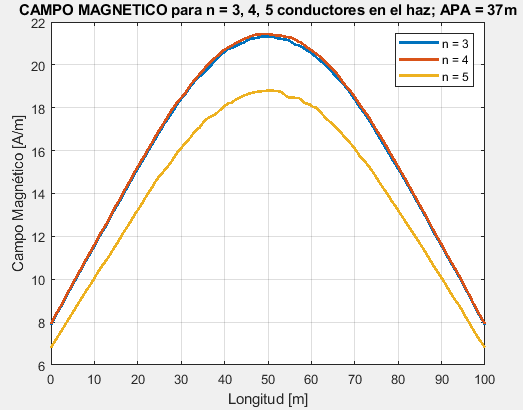 CAMPO MAGNETICO para n = 3, 4, 5 conductores en el haz; APA = 37m
22
20
18
16
14
12
10
8
6
Campo Magnético [A/m]
n = 3
n = 4
n = 5
0 10 20 30 40 50 60 70 80 90 100
Longitud [m]